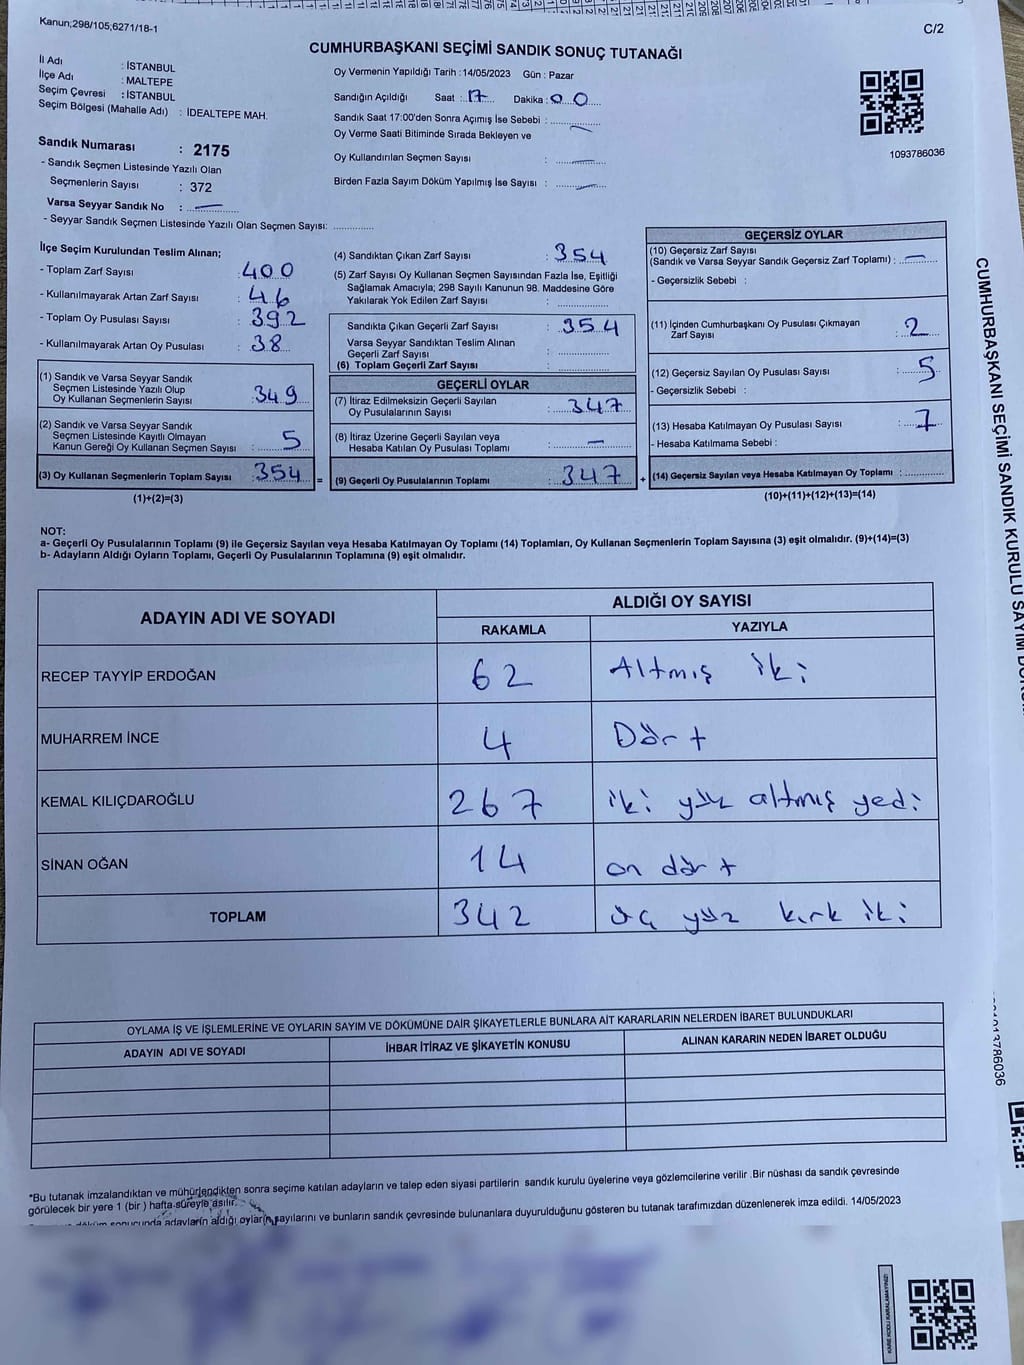 Kanun,298/105,6271/18-1
C/2
CUMHURBAŞKANI SEÇİMİ SANDIK SONUÇ TUTANAĞI
İl Adı : İSTANBUL
İlçe Adı : MALTEPE
Seçim Çevresi : İSTANBUL
Seçim Bölgesi (Mahalle Adı) : İDEALTEPE MAH.
Oy Vermenin Yapıldığı Tarih : 14/05/2023 Gün : Pazar
Sandığın Açıldığı Saat : 17 Dakika : 00
Sandık Saat 17:00'den Sonra Açımış İse Sebebi :
Oy Verme Saati Bitiminde Sırada Bekleyen ve
Oy Kullandırılan Seçmen Sayısı : —
Birden Fazla Sayım Döküm Yapılmış İse Sayısı : —
1093786036
Sandık Numarası : 2175
- Sandık Seçmen Listesinde Yazılı Olan
Seçmenlerin Sayısı : 372
Varsa Seyyar Sandık No : —
- Seyyar Sandık Seçmen Listesinde Yazılı Olan Seçmen Sayısı:
İlçe Seçim Kurulundan Teslim Alınan;
- Toplam Zarf Sayısı : 400
- Kullanılmayarak Artan Zarf Sayısı : 46
- Toplam Oy Pusulası Sayısı : 392
- Kullanılmayarak Artan Oy Pusulası : 38
(1) Sandık ve Varsa Seyyar Sandık
Seçmen Listesinde Yazılı Olup
Oy Kullanan Seçmenlerin Sayısı : 349
(2) Sandık ve Varsa Seyyar Sandık
Seçmen Listesinde Kayıtlı Olmayan
Kanun Gereği Oy Kullanan Seçmen Sayısı : 5
(3) Oy Kullanan Seçmenlerin Toplam Sayısı : 354
(1)+(2)=(3)
(4) Sandıktan Çıkan Zarf Sayısı : 354
(5) Zarf Sayısı Oy Kullanan Seçmen Sayısından Fazla İse, Eşitliği
Sağlamak Amacıyla; 298 Sayılı Kanunun 98. Maddesine Göre
Yakılarak Yok Edilen Zarf Sayısı :
Sandıkta Çıkan Geçerli Zarf Sayısı : 354
Varsa Seyyar Sandıktan Teslim Alınan
Geçerli Zarf Sayısı :
(6) Toplam Geçerli Zarf Sayısı :
GEÇERLİ OYLAR
(7) İtiraz Edilmeksizin Geçerli Sayılan
Oy Pusulalarının Sayısı : 347
(8) İtiraz Üzerine Geçerli Sayılan veya
Hesaba Katılan Oy Pusulası Toplamı : —
= (9) Geçerli Oy Pusulalarının Toplamı : 347
GEÇERSİZ OYLAR
(10) Geçersiz Zarf Sayısı
(Sandık ve Varsa Seyyar Sandık Geçersiz Zarf Toplamı) : —
- Geçersizlik Sebebi :
(11) İçinden Cumhurbaşkanı Oy Pusulası Çıkmayan
Zarf Sayısı : 2
(12) Geçersiz Sayılan Oy Pusulası Sayısı : 5
- Geçersizlik Sebebi :
(13) Hesaba Katılmayan Oy Pusulası Sayısı : 7
- Hesaba Katılmama Sebebi :
+ (14) Geçersiz Sayılan veya Hesaba Katılmayan Oy Toplamı :
(10)+(11)+(12)+(13)=(14)
NOT:
a- Geçerli Oy Pusulalarının Toplamı (9) ile Geçersiz Sayılan veya Hesaba Katılmayan Oy Toplamı (14) Toplamları, Oy Kullanan Seçmenlerin Toplam Sayısına (3) eşit olmalıdır. (9)+(14)=(3)
b- Adayların Aldığı Oyların Toplamı, Geçerli Oy Pusulalarının Toplamına (9) eşit olmalıdır.
ADAYIN ADI VE SOYADI
ALDIĞI OY SAYISI
RAKAMLA YAZIYLA
RECEP TAYYİP ERDOĞAN 62 Altmış iki
MUHARREM İNCE 4 Dört
KEMAL KILIÇDAROĞLU 267 iki yüz altmış yedi
SİNAN OĞAN 14 on dört
TOPLAM 342 üç yüz kırk iki
OYLAMA İŞ VE İŞLEMLERİNE VE OYLARIN SAYIM VE DÖKÜMÜNE DAİR ŞİKAYETLERLE BUNLARA AİT KARARLARIN NELERDEN İBARET BULUNDUKLARI
ADAYIN ADI VE SOYADI İHBAR İTİRAZ VE ŞİKAYETİN KONUSU ALINAN KARARIN NEDEN İBARET OLDUĞU
*Bu tutanak imzalandıktan ve mühürlendikten sonra seçime katılan adayların ve talep eden siyasi partilerin sandık kurulu üyelerine veya gözlemcilerine verilir .Bir nüshası da sandık çevresinde
görülecek bir yere 1 (bir ) hafta süreyle asılır.
döküm sonucunda adayların aldığı oyların sayılarını ve bunların sandık çevresinde bulunanlara duyurulduğunu gösteren bu tutanak tarafımızdan düzenlenerek imza edildi. 14/05/2023
KARE KODU KARALAMAYINIZ!
CUMHURBAŞKANI SEÇİMİ SANDIK KURULU SAYIM
3786036